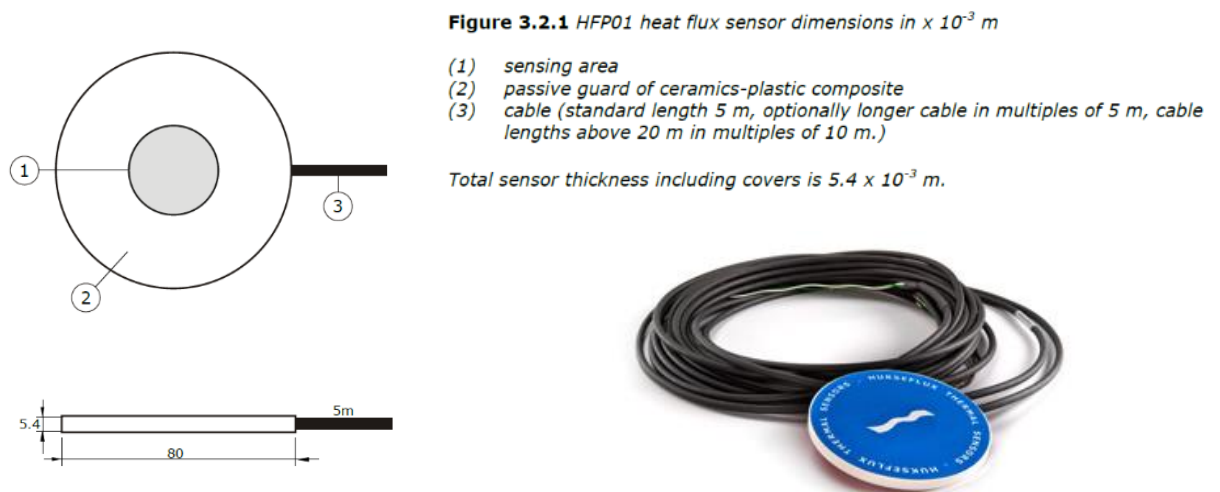 Figure 3.2.1 HFP01 heat flux sensor dimensions in x 10⁻³ m
(1) sensing area
(2) passive guard of ceramics-plastic composite
(3) cable (standard length 5 m, optionally longer cable in multiples of 5 m, cable
lengths above 20 m in multiples of 10 m.)
Total sensor thickness including covers is 5.4 x 10⁻³ m.
1
3
2
5.4
5m
80
HUKSEFLUX THERMAL SENSORS - HUKSEFLUX THERMAL SENSORS -